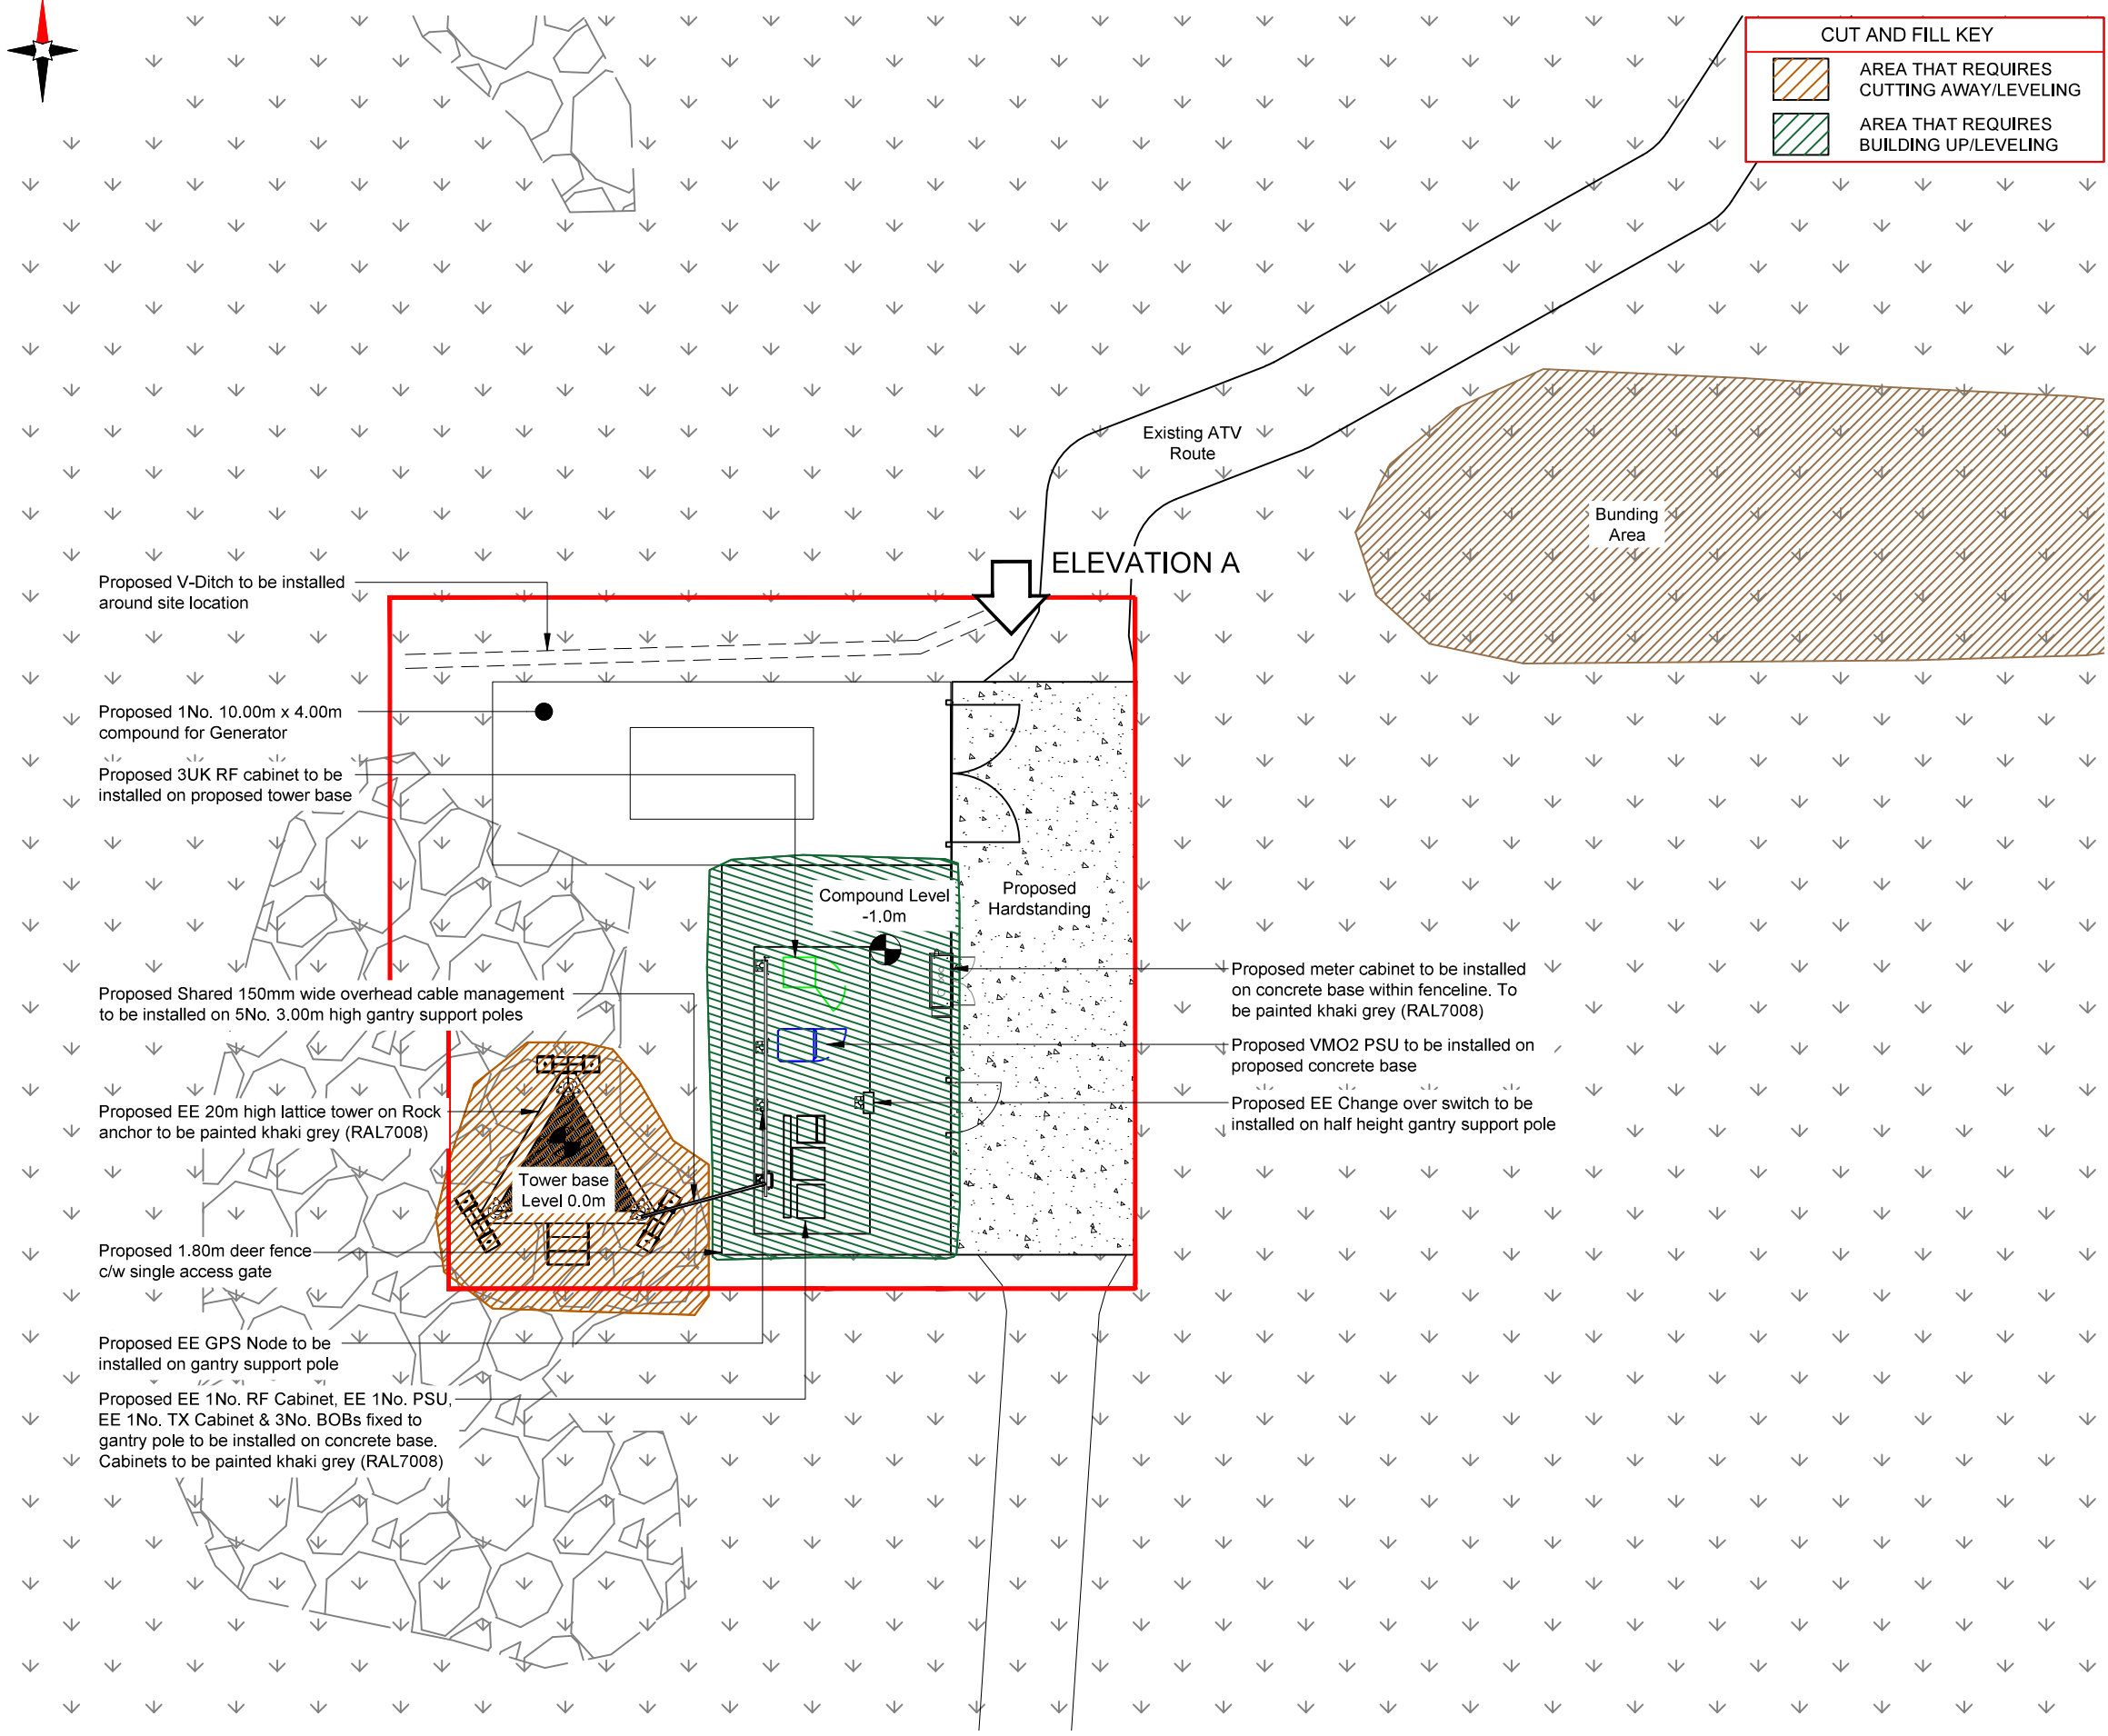 CUT AND FILL KEY
AREA THAT REQUIRES
CUTTING AWAY/LEVELING
AREA THAT REQUIRES
BUILDING UP/LEVELING
Existing ATV
Route
Bunding
Area
ELEVATION A
Proposed V-Ditch to be installed
around site location
Proposed 1No. 10.00m x 4.00m
compound for Generator
Proposed 3UK RF cabinet to be
installed on proposed tower base
Compound Level
-1.0m
Proposed
Hardstanding
Proposed Shared 150mm wide overhead cable management
to be installed on 5No. 3.00m high gantry support poles
Proposed meter cabinet to be installed
on concrete base within fenceline. To
be painted khaki grey (RAL7008)
Proposed VMO2 PSU to be installed on
proposed concrete base
Proposed EE 20m high lattice tower on Rock
anchor to be painted khaki grey (RAL7008)
Proposed EE Change over switch to be
installed on half height gantry support pole
Tower base
Level 0.0m
Proposed 1.80m deer fence
c/w single access gate
Proposed EE GPS Node to be
installed on gantry support pole
Proposed EE 1No. RF Cabinet, EE 1No. PSU,
EE 1No. TX Cabinet & 3No. BOBs fixed to
gantry pole to be installed on concrete base.
Cabinets to be painted khaki grey (RAL7008)